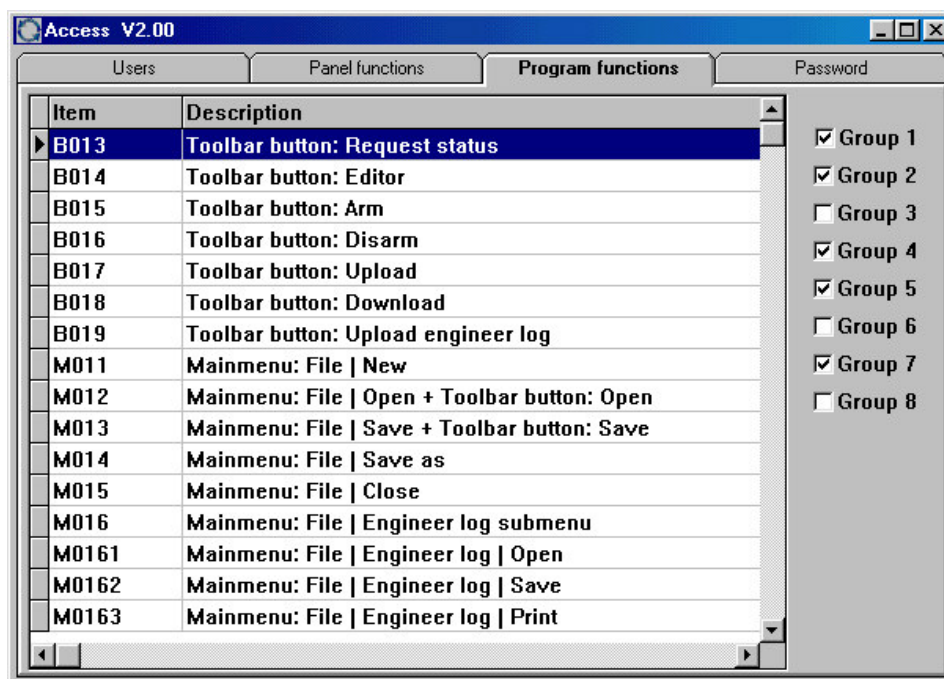 Access V2.00
Users Panel functions Program functions Password
Item Description
B013 Toolbar button: Request status
B014 Toolbar button: Editor
B015 Toolbar button: Arm
B016 Toolbar button: Disarm
B017 Toolbar button: Upload
B018 Toolbar button: Download
B019 Toolbar button: Upload engineer log
M011 Mainmenu: File | New
M012 Mainmenu: File | Open + Toolbar button: Open
M013 Mainmenu: File | Save + Toolbar button: Save
M014 Mainmenu: File | Save as
M015 Mainmenu: File | Close
M016 Mainmenu: File | Engineer log submenu
M0161 Mainmenu: File | Engineer log | Open
M0162 Mainmenu: File | Engineer log | Save
M0163 Mainmenu: File | Engineer log | Print
Group 1
Group 2
Group 3
Group 4
Group 5
Group 6
Group 7
Group 8